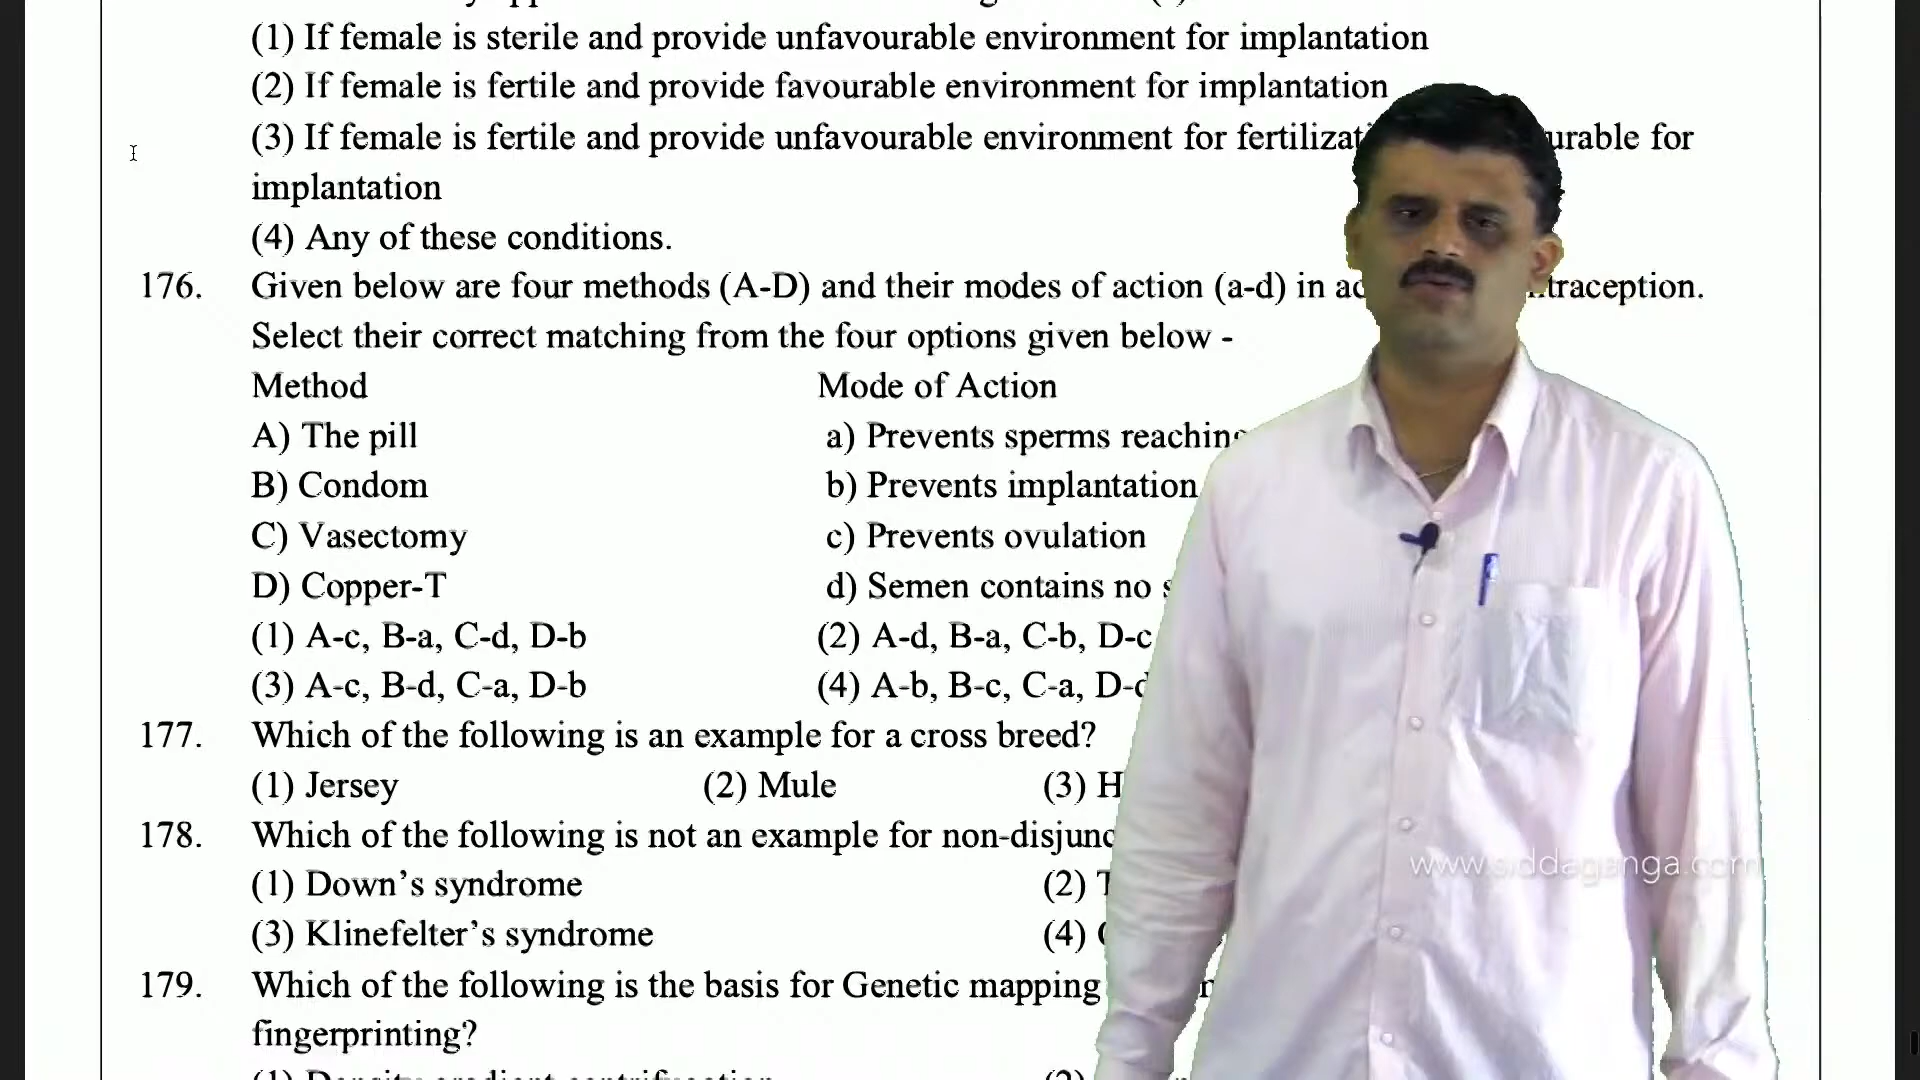 (1) If female is sterile and provide unfavourable environment for implantation
(2) If female is fertile and provide favourable environment for implantation
(3) If female is fertile and provide unfavourable environment for for
implantation
(4) Any of these conditions.
176. Given below are four methods (A-D) and their modes of action (a-d) in
Select their correct matching from the four options given below -
Method Mode of Action
A) The pill a) Prevents sperms reaching
B) Condom b) Prevents implantation
C) Vasectomy c) Prevents ovulation
D) Copper-T d) Semen contains no
(1) A-c, B-a, C-d, D-b (2) A-d, B-a, C-b, D-c
(3) A-c, B-d, C-a, D-b (4) A-b, B-c, C-a,
177. Which of the following is an example for a cross breed?
(1) Jersey (2) Mule (3)
178. Which of the following is not an example for
(1) Down's syndrome (2)
(3) Klinefelter's syndrome (4)
179. Which of the following is the basis for Genetic mapping
fingerprinting?
www.siddaganga.com